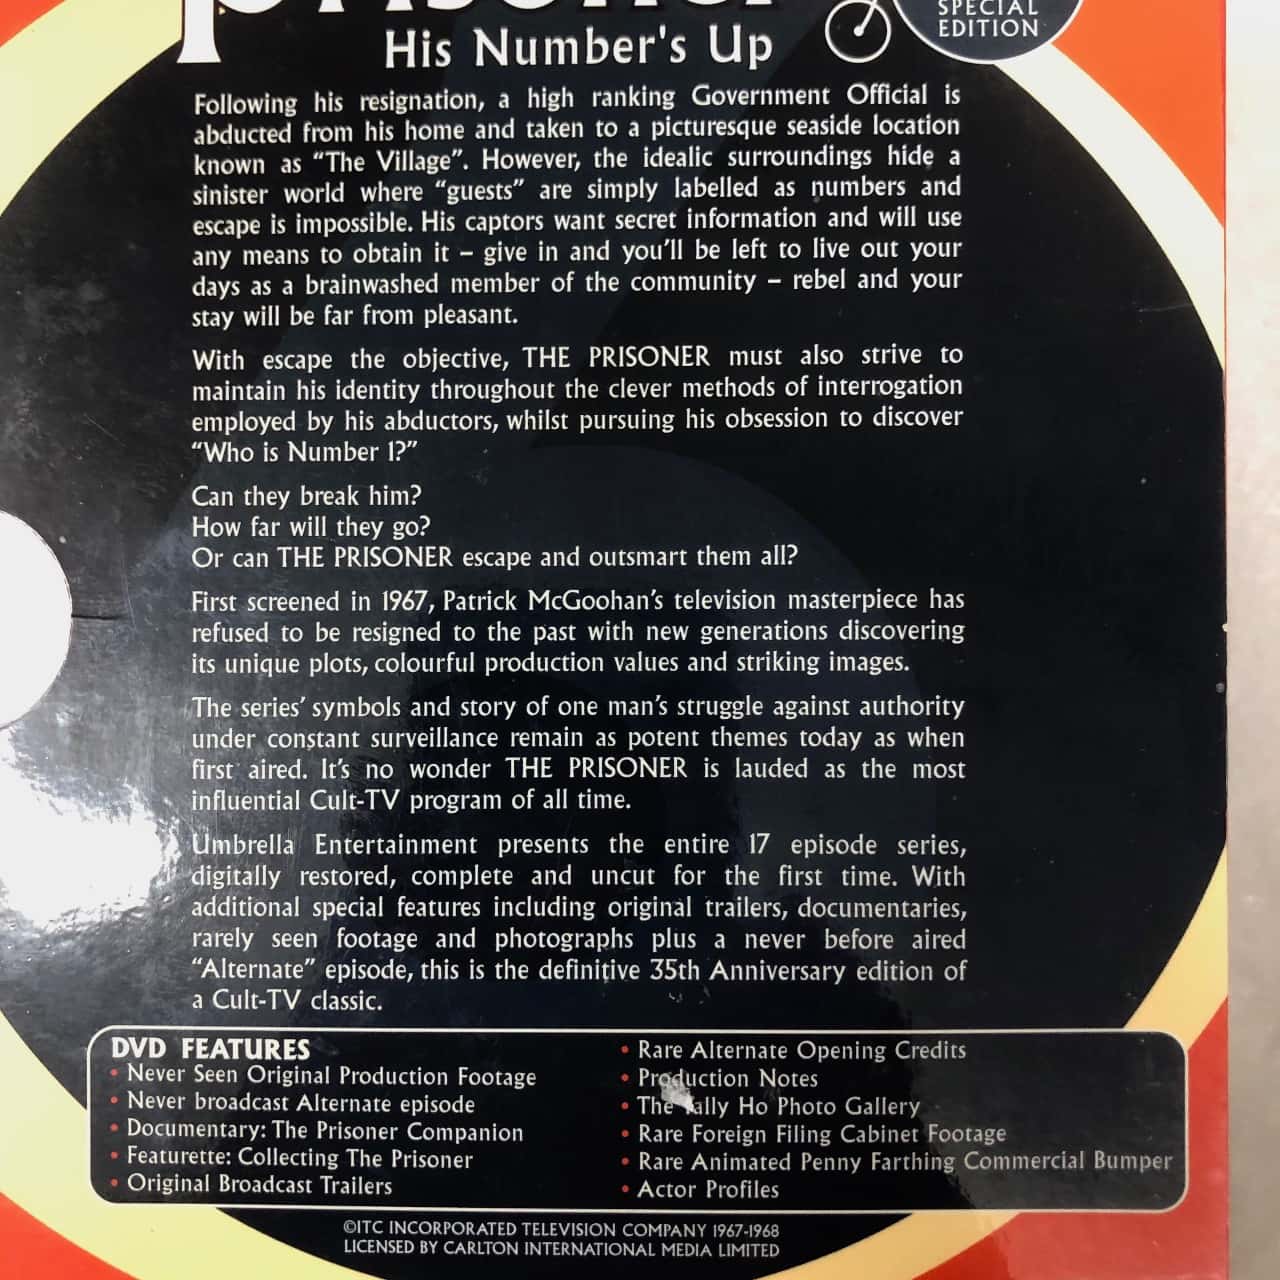 prisoner
His Number's Up
SPECIAL
EDITION
Following his resignation, a high ranking Government Official is
abducted from his home and taken to a picturesque seaside location
known as “The Village”. However, the idealic surroundings hide a
sinister world where “guests” are simply labelled as numbers and
escape is impossible. His captors want secret information and will use
any means to obtain it – give in and you’ll be left to live out your
days as a brainwashed member of the community – rebel and your
stay will be far from pleasant.
With escape the objective, THE PRISONER must also strive to
maintain his identity throughout the clever methods of interrogation
employed by his abductors, whilst pursuing his obsession to discover
“Who is Number 1?”
Can they break him?
How far will they go?
Or can THE PRISONER escape and outsmart them all?
First screened in 1967, Patrick McGoohan’s television masterpiece has
refused to be resigned to the past with new generations discovering
its unique plots, colourful production values and striking images.
The series’ symbols and story of one man’s struggle against authority
under constant surveillance remain as potent themes today as when
first aired. It’s no wonder THE PRISONER is lauded as the most
influential Cult-TV program of all time.
Umbrella Entertainment presents the entire 17 episode series,
digitally restored, complete and uncut for the first time. With
additional special features including original trailers, documentaries,
rarely seen footage and photographs plus a never before aired
“Alternate” episode, this is the definitive 35th Anniversary edition of
a Cult-TV classic.
DVD FEATURES
• Never Seen Original Production Footage
• Never broadcast Alternate episode
• Documentary: The Prisoner Companion
• Featurette: Collecting The Prisoner
• Original Broadcast Trailers
• Rare Alternate Opening Credits
• Production Notes
• The Tally Ho Photo Gallery
• Rare Foreign Filing Cabinet Footage
• Rare Animated Penny Farthing Commercial Bumper
• Actor Profiles
©ITC INCORPORATED TELEVISION COMPANY 1967-1968
LICENSED BY CARLTON INTERNATIONAL MEDIA LIMITED